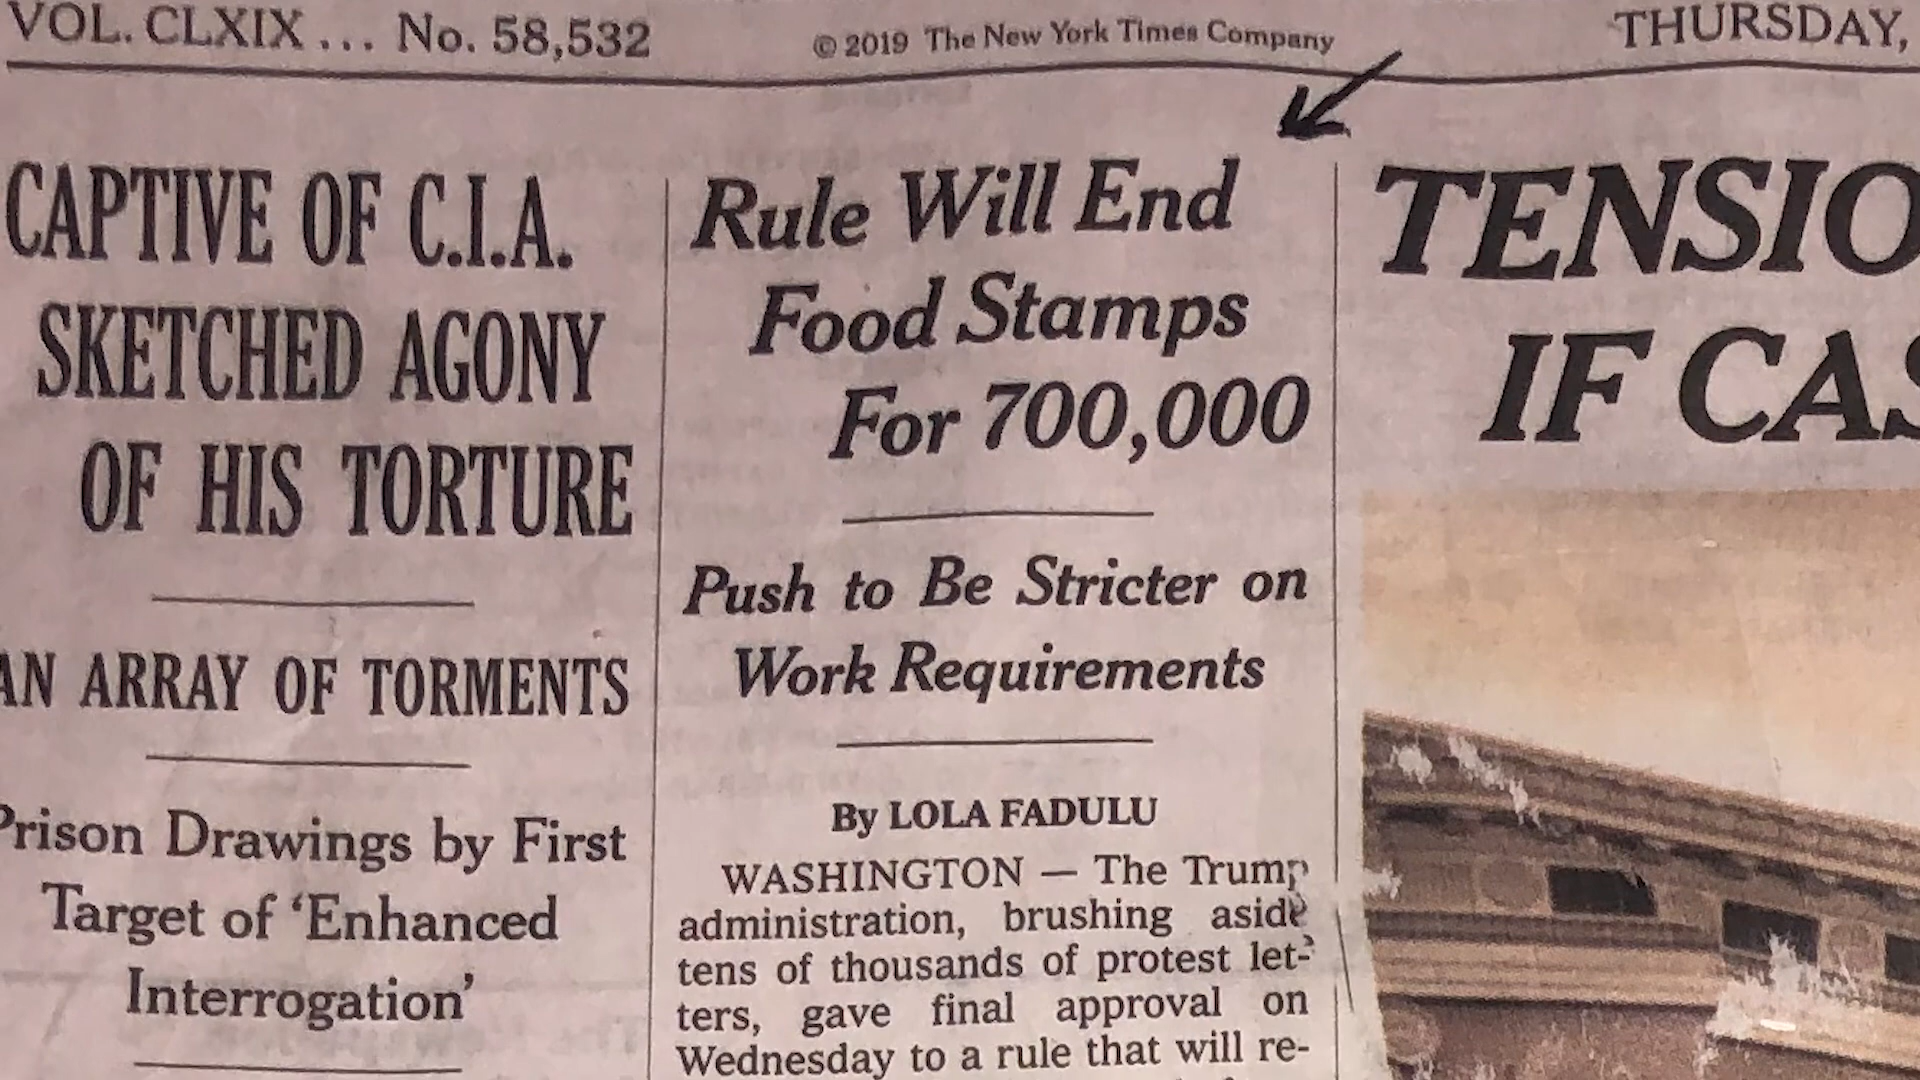 VOL. CLXIX ... No. 58,532
© 2019 The New York Times Company
THURSDAY,
CAPTIVE OF C.I.A.
SKETCHED AGONY
OF HIS TORTURE
AN ARRAY OF TORMENTS
Prison Drawings by First
Target of ‘Enhanced
Interrogation’
Rule Will End
Food Stamps
For 700,000
Push to Be Stricter on
Work Requirements
By LOLA FADULU
WASHINGTON — The Trump
administration, brushing aside
tens of thousands of protest let-
ters, gave final approval on
Wednesday to a rule that will re-
TENSIO
IF CAS